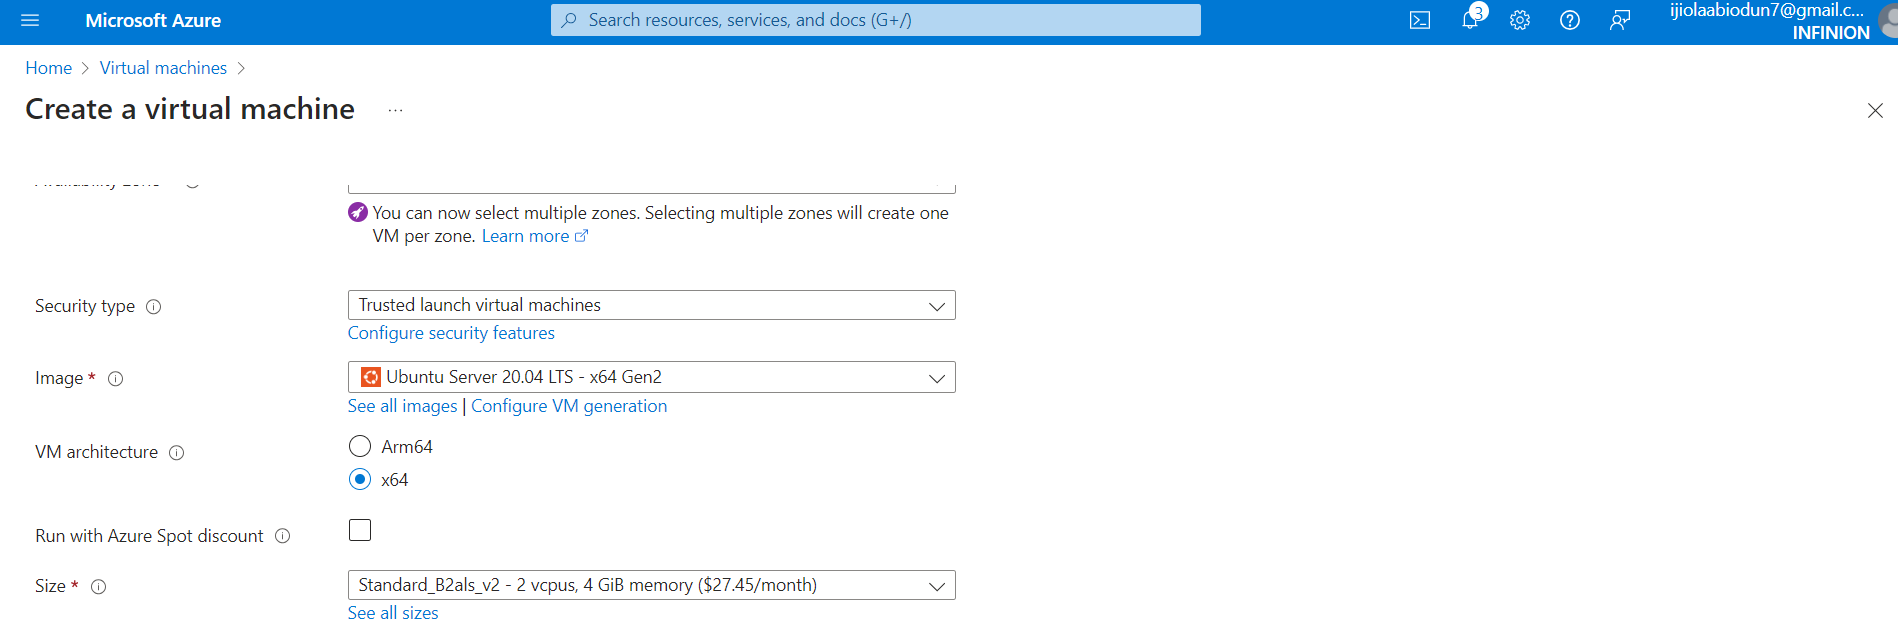 Microsoft Azure
Search resources, services, and docs (G+/)
3
ijiolaabiodun7@gmail.c...
INFINION
Home > Virtual machines >
Create a virtual machine ...
You can now select multiple zones. Selecting multiple zones will create one
VM per zone. Learn more
Security type
Trusted launch virtual machines
Configure security features
Image *
Ubuntu Server 20.04 LTS - x64 Gen2
See all images | Configure VM generation
VM architecture
Arm64
x64
Run with Azure Spot discount
Size *
Standard_B2als_v2 - 2 vcpus, 4 GiB memory ($27.45/month)
See all sizes